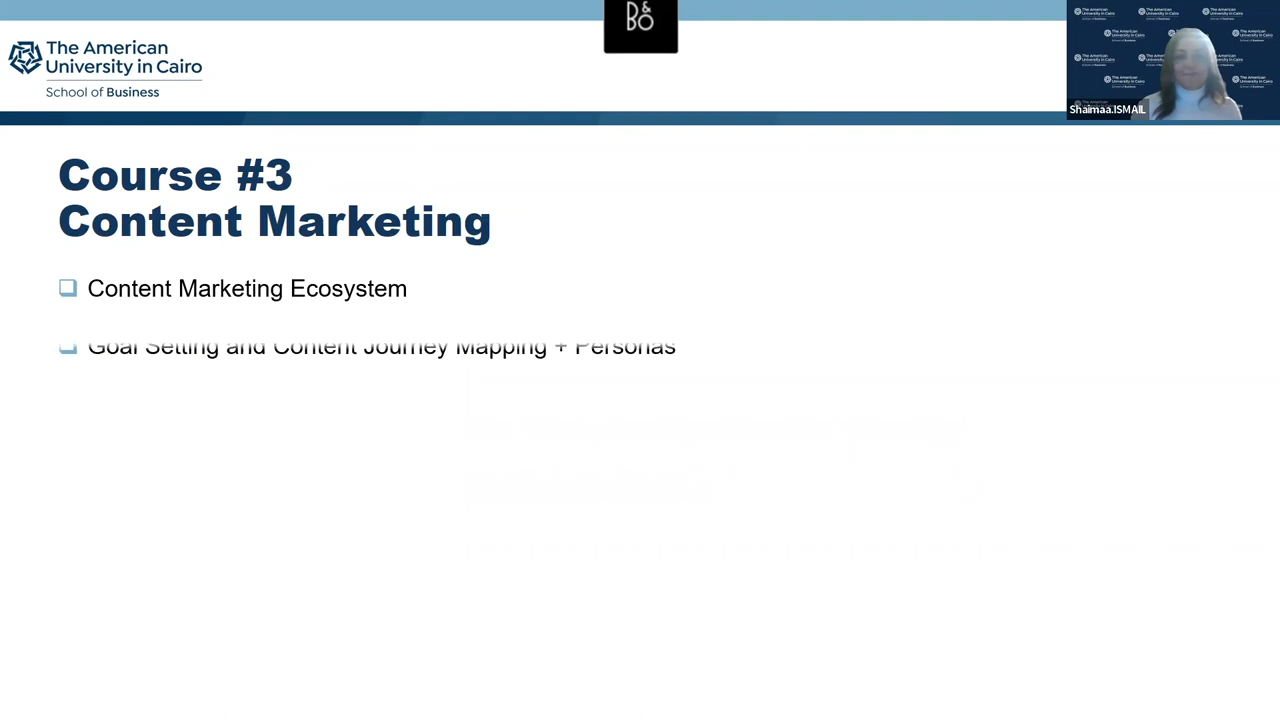 B&
BO
The American
University in Cairo
School of Business
Shaimaa.ISMAIL
Course #3
Content Marketing
Content Marketing Ecosystem
Goal Setting and Content Journey Mapping + Personas